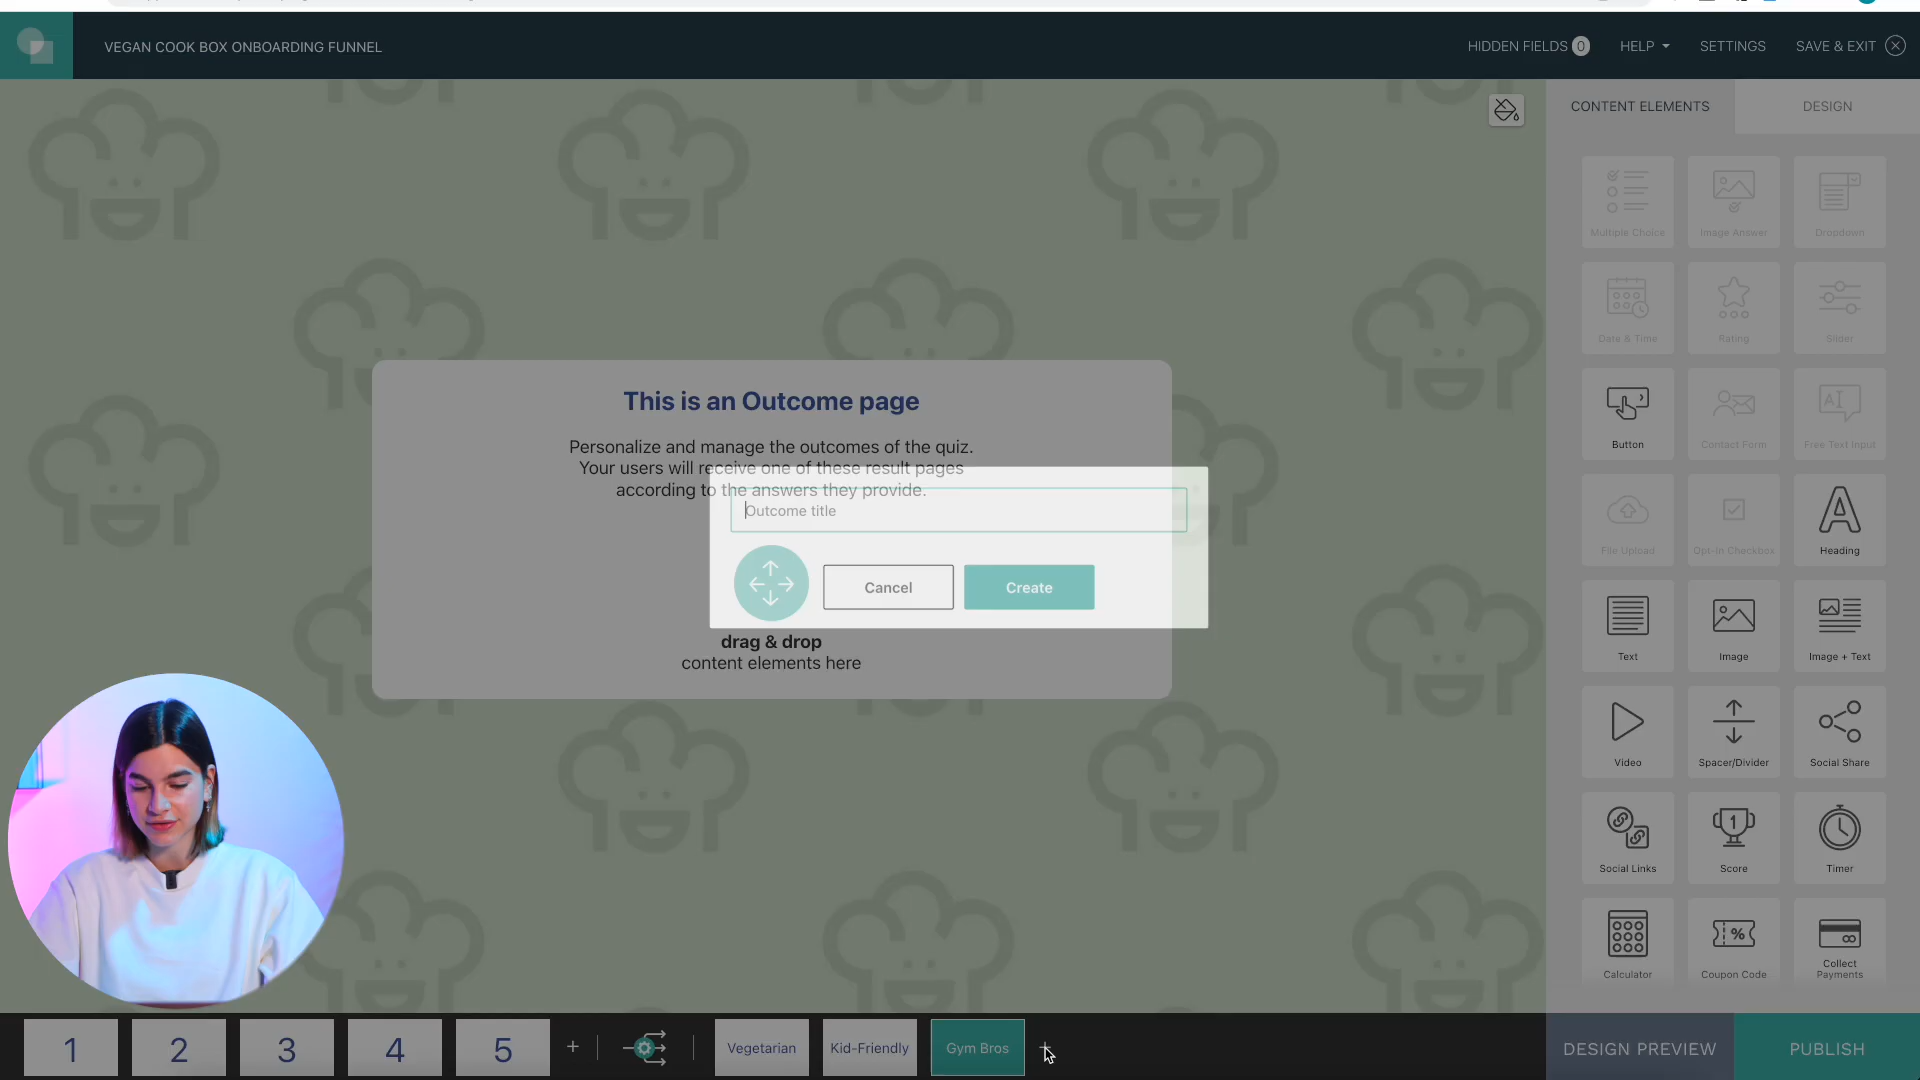 VEGAN COOK BOX ONBOARDING FUNNEL
HIDDEN FIELDS 0
HELP
SETTINGS
SAVE & EXIT
CONTENT ELEMENTS
DESIGN
Multiple Choice
Image Answer
Dropdown
Date & Time
Rating
Slider
Button
Contact Form
Free Text Input
File Upload
Opt-in Checkbox
Heading
Text
Image
Image + Text
Video
Spacer/Divider
Social Share
Social Links
Score
Timer
Calculator
Coupon Code
Collect
Payments
This is an Outcome page
Personalize and manage the outcomes of the quiz.
Your users will receive one of these result pages
according to the answers they provide.
Outcome title
Cancel
Create
drag & drop
content elements here
1
2
3
4
5
+
Vegetarian
Kid-Friendly
Gym Bros
+
DESIGN PREVIEW
PUBLISH